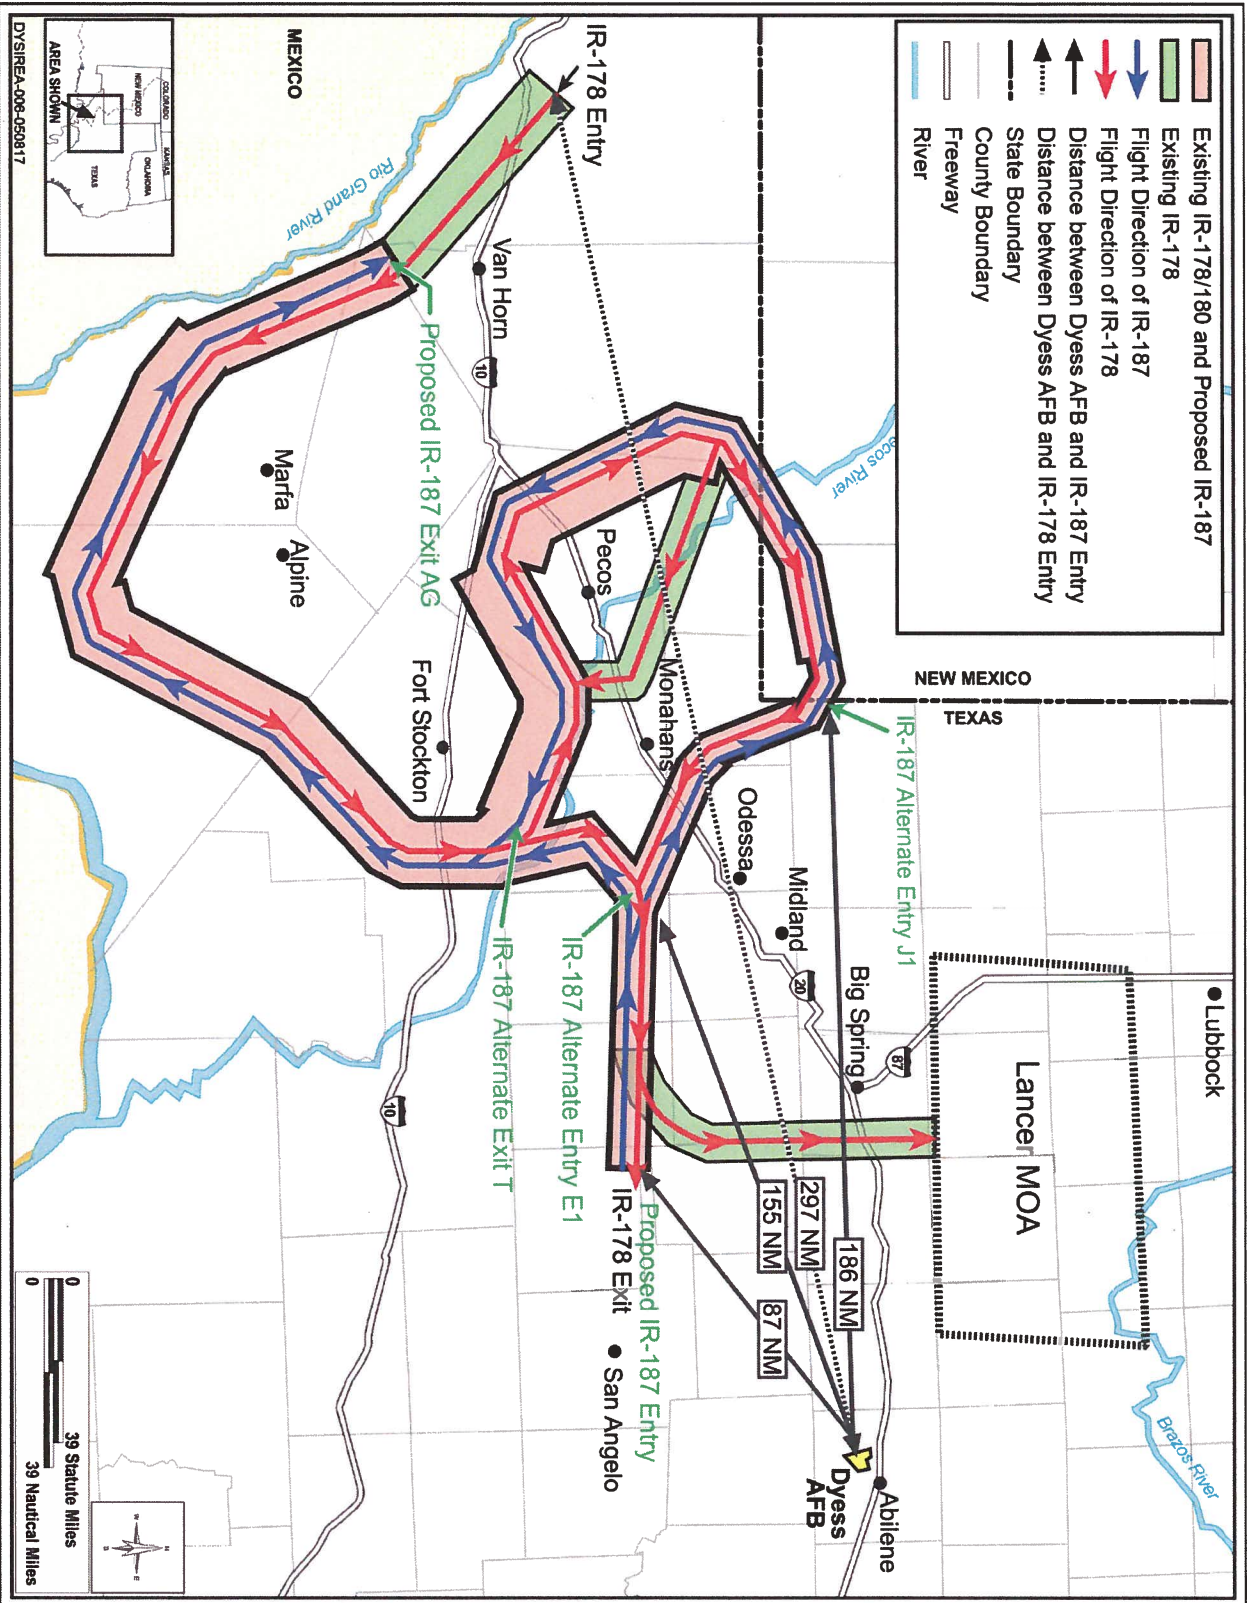 Existing IR-178/180 and Proposed IR-187
Existing IR-178
Flight Direction of IR-187
Flight Direction of IR-178
Distance between Dyess AFB and IR-187 Entry
Distance between Dyess AFB and IR-178 Entry
State Boundary
County Boundary
Freeway
River
NEW MEXICO
TEXAS
Lubbock
Lancer MOA
Brazos River
ecos River
IR-187 Alternate Entry J1
87
Big Spring
20
Midland
Odessa
Abilene
Dyess
AFB
186 NM
297 NM
155 NM
87 NM
IR-178 Entry
Monahans
Pecos
Proposed IR-187 Entry
IR-178 Exit
San Angelo
IR-187 Alternate Entry E1
IR-187 Alternate Exit T
Van Horn
10
Fort Stockton
10
Proposed IR-187 Exit AG
Rio Grand River
Marfa
Alpine
MEXICO
COLORADO
KANSAS
NEW MEXICO
OKLAHOMA
TEXAS
AREA SHOWN
DYSIREA-006-050817
0
39 Statute Miles
0
39 Nautical Miles
N
W
E
S